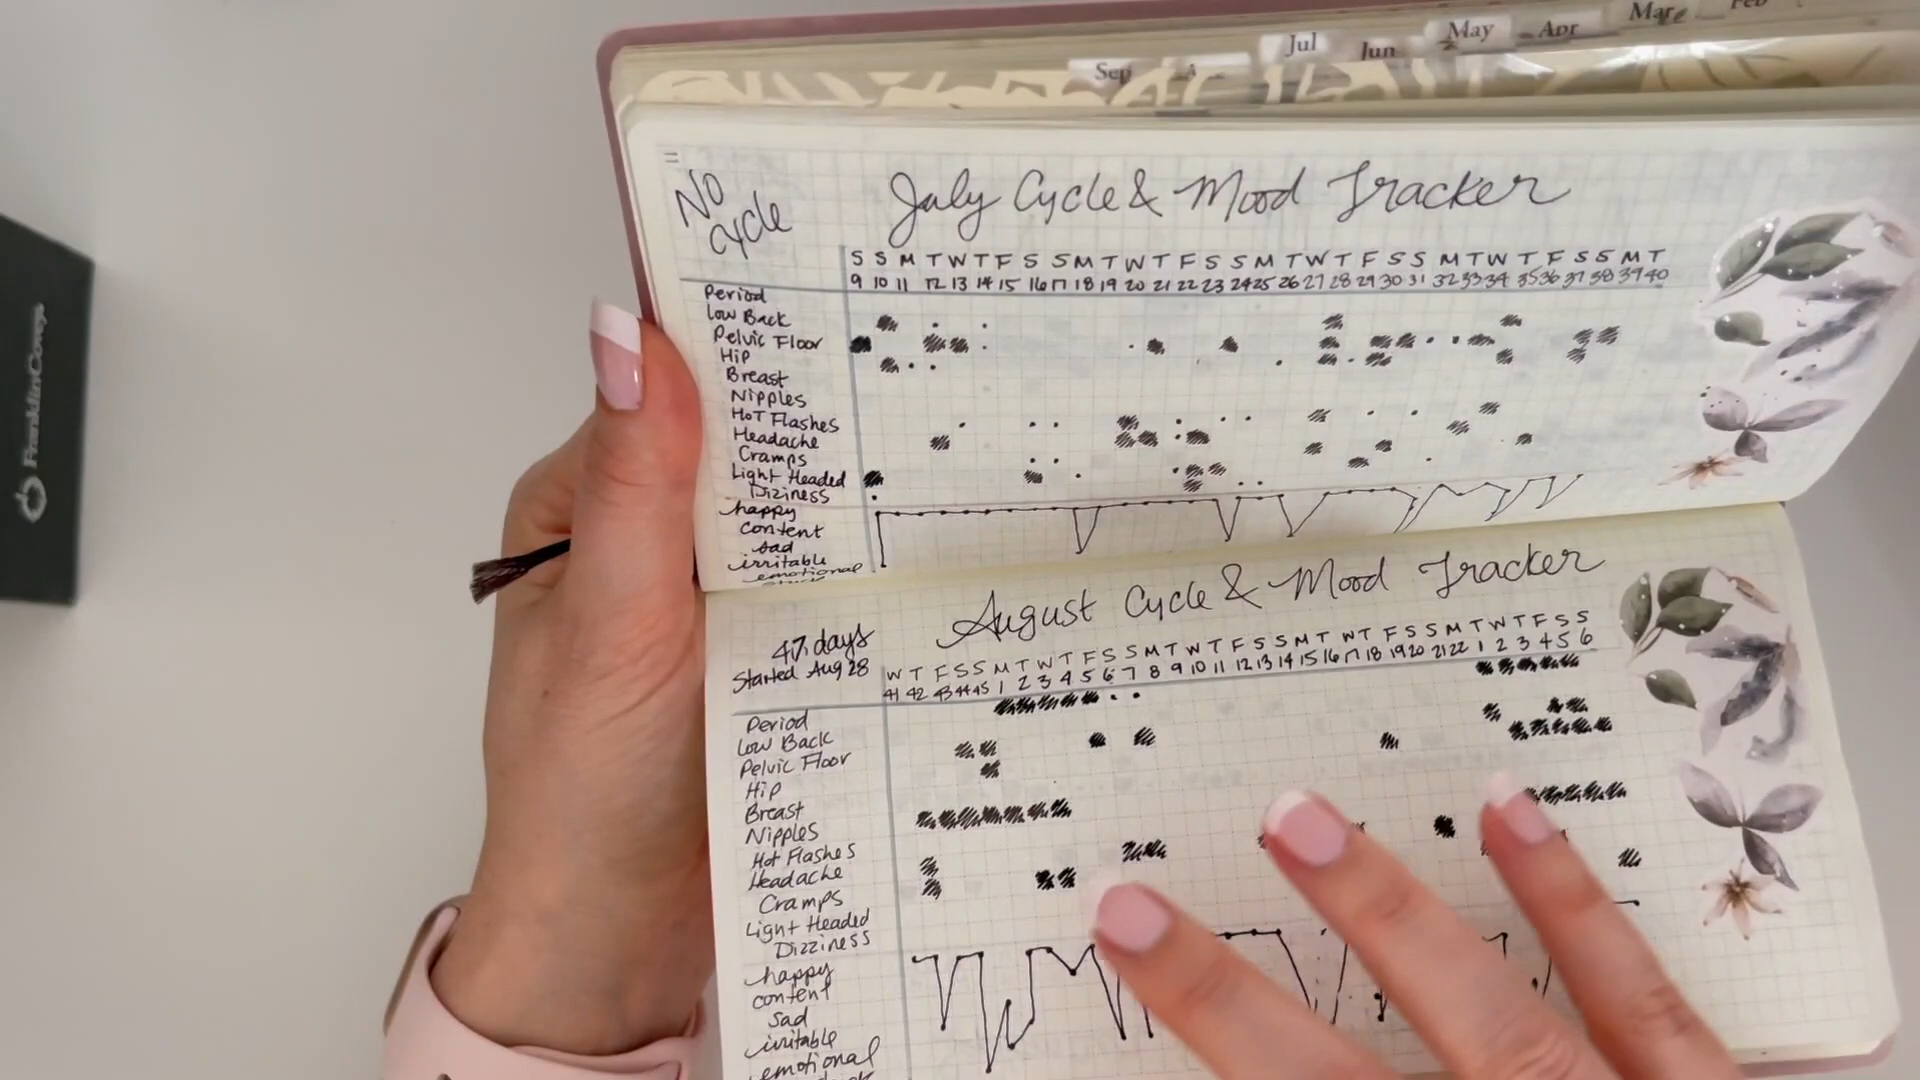 Jul
Jun
May
Apr
Mar
Feb
Sep
FranklinCovey
No
cycle
July Cycle & Mood Tracker
S S M T W T F S S M T W T F S S M T W T F S S M T W T F S S M T
9 10 11 12 13 14 15 16 17 18 19 20 21 22 23 24 25 26 27 28 29 30 31 32 33 34 35 36 37 38 39 40
Period
Low Back
Pelvic Floor
Hip
Breast
Nipples
Hot Flashes
Headache
Cramps
Light Headed
Diziness
happy
content
sad
irritable
emotional
August Cycle & Mood Tracker
47 days
Started Aug 28
W T F S S M T W T F S S M T W T F S S M T W T F S S M T W T F S S
41 42 43 44 45 1 2 3 4 5 6 7 8 9 10 11 12 13 14 15 16 17 18 19 20 21 22 1 2 3 4 5 6
Period
Low Back
Pelvic Floor
Hip
Breast
Nipples
Hot Flashes
Headache
Cramps
Light Headed
Dizziness
happy
content
sad
irritable
emotional